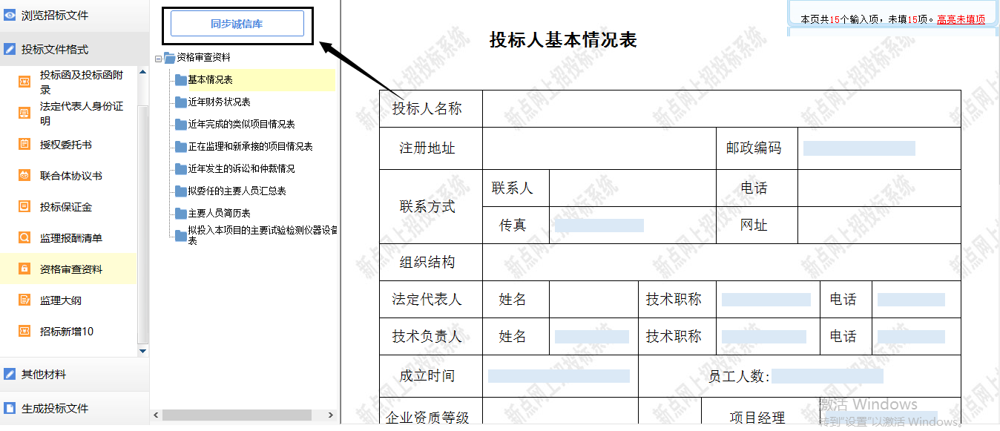 浏览招标文件
投标文件格式
投标函及投标函附
录
法定代表人身份证
明
授权委托书
联合体协议书
投标保证金
监理报酬清单
资格审查资料
监理大纲
招标新增10
其他材料
生成投标文件
同步诚信库
资格审查资料
基本情况表
近年财务状况表
近年完成的类似项目情况表
正在监理和新承接的项目情况表
近年发生的诉讼和仲裁情况
拟委任的主要人员汇总表
主要人员简历表
拟投入本项目的主要试验检测仪器设备
表
本页共15个输入项，未填15项。高亮未填项
投标人基本情况表
投标人名称
注册地址 邮政编码
联系方式 联系人 电话
传真 网址
组织结构
法定代表人 姓名 技术职称 电话
技术负责人 姓名 技术职称 电话
成立时间 员工人数:
企业资质等级 项目经理
激活 Windows
转到"设置"以激活 Windows。
新点网上招投标系统